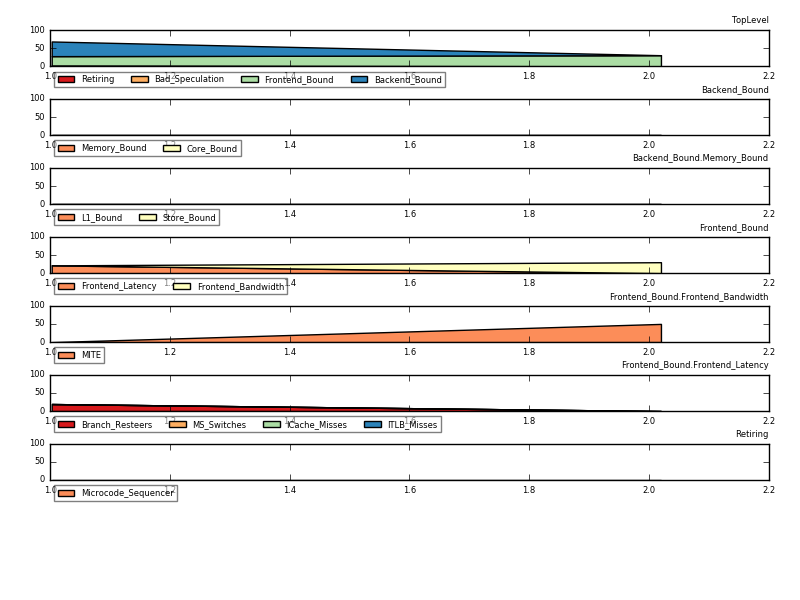 TopLevel
100
50
0
1.0 1.2 1.4 1.6 1.8 2.0 2.2
Retiring Bad_Speculation Frontend_Bound Backend_Bound
Backend_Bound
100
50
0
1.0 1.2 1.4 1.6 1.8 2.0 2.2
Memory_Bound Core_Bound
Backend_Bound.Memory_Bound
100
50
0
1.0 1.2 1.4 1.6 1.8 2.0 2.2
L1_Bound Store_Bound
Frontend_Bound
100
50
0
1.0 1.2 1.4 1.6 1.8 2.0 2.2
Frontend_Latency Frontend_Bandwidth
Frontend_Bound.Frontend_Bandwidth
100
50
0
1.0 1.2 1.4 1.6 1.8 2.0 2.2
MITE
Frontend_Bound.Frontend_Latency
100
50
0
1.0 1.2 1.4 1.6 1.8 2.0 2.2
Branch_Resteers MS_Switches ICache_Misses ITLB_Misses
Retiring
100
50
0
1.0 1.2 1.4 1.6 1.8 2.0 2.2
Microcode_Sequencer